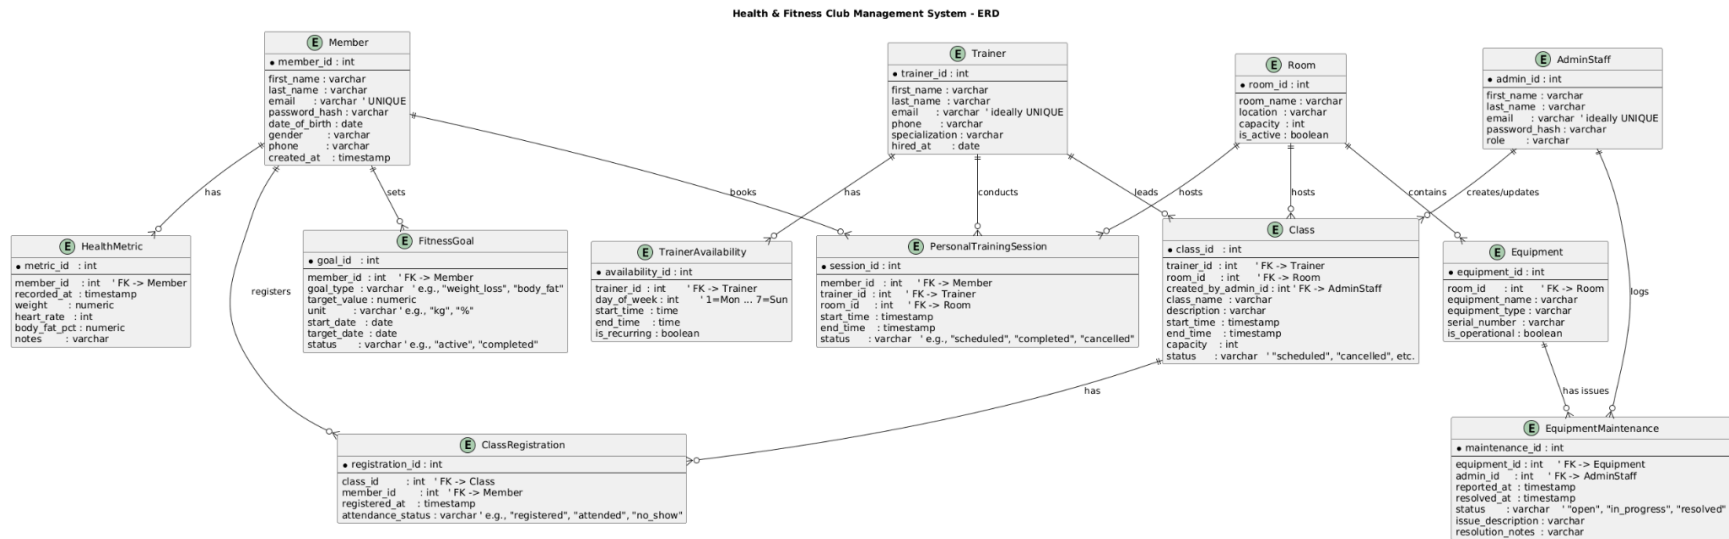 Health & Fitness Club Management System - ERD
E Member
member_id : int
first_name : varchar
last_name : varchar
email : varchar ' UNIQUE
password_hash : varchar
date_of_birth : date
gender : varchar
phone : varchar
created_at : timestamp
E Trainer
trainer_id : int
first_name : varchar
last_name : varchar
email : varchar ' ideally UNIQUE
phone : varchar
specialization : varchar
hired_at : date
E Room
room_id : int
room_name : varchar
location : varchar
capacity : int
is_active : boolean
E AdminStaff
admin_id : int
first_name : varchar
last_name : varchar
email : varchar ' ideally UNIQUE
password_hash : varchar
role : varchar
has
sets
books
has
conducts
leads
hosts
hosts
contains
creates/updates
E HealthMetric
metric_id : int
member_id : int ' FK -> Member
recorded_at : timestamp
weight : numeric
heart_rate : int
body_fat_pct : numeric
notes : varchar
registers
E FitnessGoal
goal_id : int
member_id : int ' FK -> Member
goal_type : varchar ' e.g., "weight_loss", "body_fat"
target_value : numeric
unit : varchar ' e.g., "kg", "%"
start_date : date
target_date : date
status : varchar ' e.g., "active", "completed"
E TrainerAvailability
availability_id : int
trainer_id : int ' FK -> Trainer
day_of_week : int ' 1=Mon ... 7=Sun
start_time : time
end_time : time
is_recurring : boolean
E PersonalTrainingSession
session_id : int
member_id : int ' FK -> Member
trainer_id : int ' FK -> Trainer
room_id : int ' FK -> Room
start_time : timestamp
end_time : timestamp
status : varchar ' e.g., "scheduled", "completed", "cancelled"
E Class
class_id : int
trainer_id : int ' FK -> Trainer
room_id : int ' FK -> Room
created_by_admin_id : int ' FK -> AdminStaff
class_name : varchar
description : varchar
start_time : timestamp
end_time : timestamp
capacity : int
status : varchar ' "scheduled", "cancelled", etc.
E Equipment
equipment_id : int
room_id : int ' FK -> Room
equipment_name : varchar
equipment_type : varchar
serial_number : varchar
is_operational : boolean
logs
has
has issues
E ClassRegistration
registration_id : int
class_id : int ' FK -> Class
member_id : int ' FK -> Member
registered_at : timestamp
attendance_status : varchar ' e.g., "registered", "attended", "no_show"
E EquipmentMaintenance
maintenance_id : int
equipment_id : int ' FK -> Equipment
admin_id : int ' FK -> AdminStaff
reported_at : timestamp
resolved_at : timestamp
status : varchar ' "open", "in_progress", "resolved"
issue_description : varchar
resolution_notes : varchar